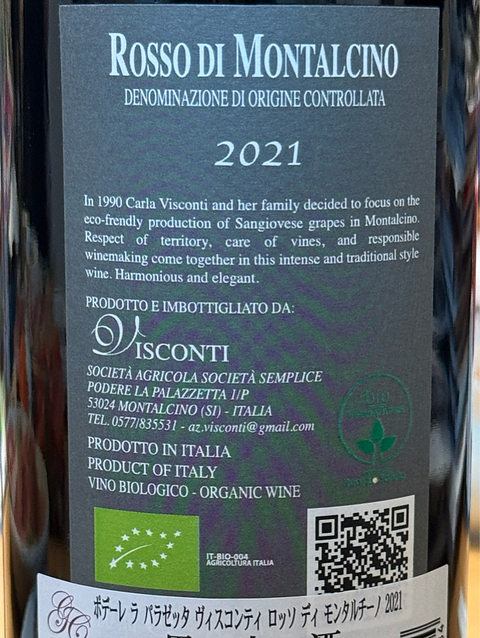 ROSSO DI MONTALCINO
DENOMINAZIONE DI ORIGINE CONTROLLATA
2021
In 1990 Carla Visconti and her family decided to focus on the
eco-frendly production of Sangiovese grapes in Montalcino.
Respect of territory, care of vines, and responsible
winemaking come together in this intense and traditional style
wine. Harmonious and elegant.
PRODOTTO E IMBOTTIGLIATO DA:
VISCONTI
SOCIETÀ AGRICOLA SOCIETÀ SEMPLICE
PODERE LA PALAZZETTA 1/P
53024 MONTALCINO (SI) - ITALIA
TEL. 0577/835531 - az.visconti@gmail.com
PRODOTTO IN ITALIA
PRODUCT OF ITALY
VINO BIOLOGICO - ORGANIC WINE
BIO
IT-BIO-004
AGRICOLTURA ITALIA
ポデーレ ラ パラゼッタ ヴィスコンティ ロッソ ディ モンタルチーノ 2021